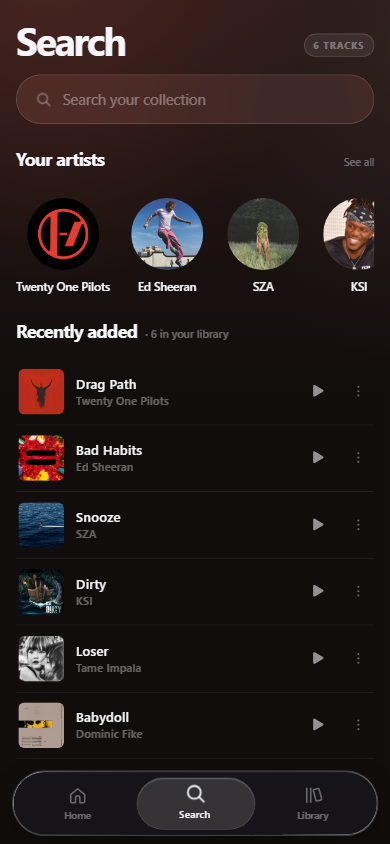 Search
6 TRACKS
Search your collection
Your artists
See all
Twenty One Pilots
Ed Sheeran
SZA
KSI
Recently added · 6 in your library
Drag Path
Twenty One Pilots
Bad Habits
Ed Sheeran
Snooze
SZA
Dirty
KSI
Loser
Tame Impala
Babydoll
Dominic Fike
Home
Search
Library